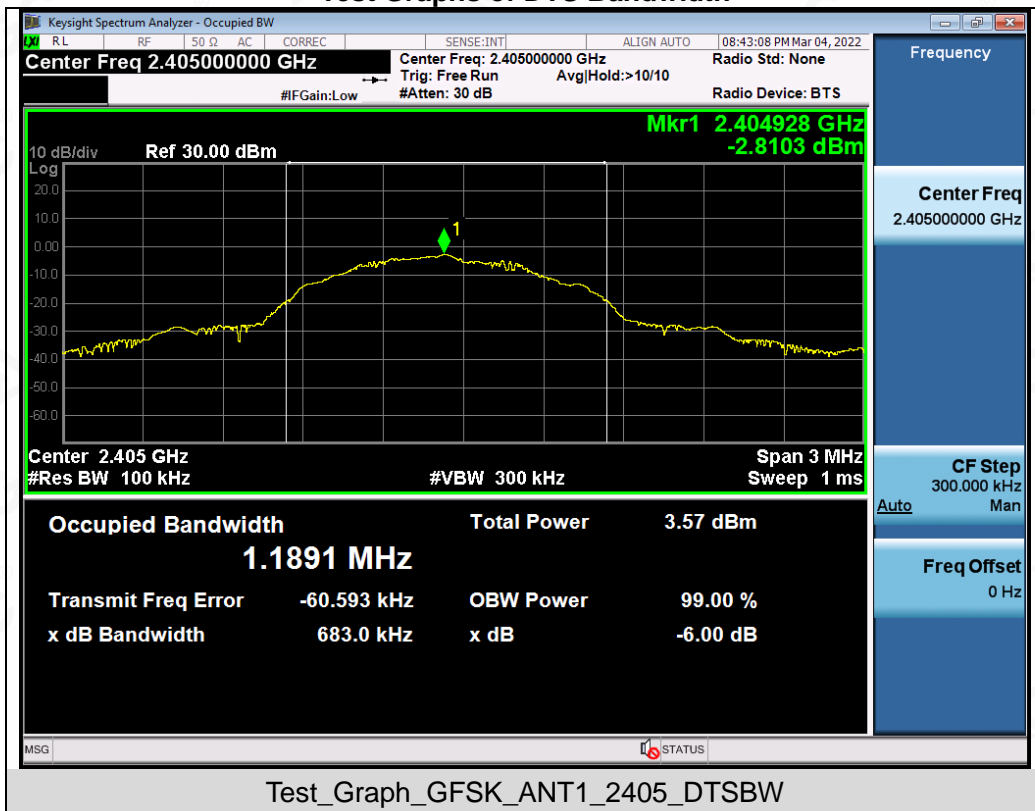 Test Graphs of DTS Bandwidth
Keysight Spectrum Analyzer - Occupied BW
LXI RL RF 50 Ω AC CORREC SENSE:INT ALIGN AUTO 08:43:08 PM Mar 04, 2022
Center Freq 2.405000000 GHz
Center Freq: 2.405000000 GHz
Radio Std: None
Trig: Free Run Avg|Hold:>10/10
#IFGain:Low
#Atten: 30 dB
Radio Device: BTS
Mkr1 2.404928 GHz
-2.8103 dBm
10 dB/div Ref 30.00 dBm
Log
20.0
10.0
0.00
-10.0
-20.0
-30.0
-40.0
-50.0
-60.0
1
Center 2.405 GHz Span 3 MHz
#Res BW 100 kHz #VBW 300 kHz Sweep 1 ms
Occupied Bandwidth Total Power 3.57 dBm
1.1891 MHz
Transmit Freq Error -60.593 kHz OBW Power 99.00 %
x dB Bandwidth 683.0 kHz x dB -6.00 dB
Frequency
Center Freq
2.405000000 GHz
CF Step
300.000 kHz
Auto Man
Freq Offset
0 Hz
MSG STATUS
Test_Graph_GFSK_ANT1_2405_DTSBW